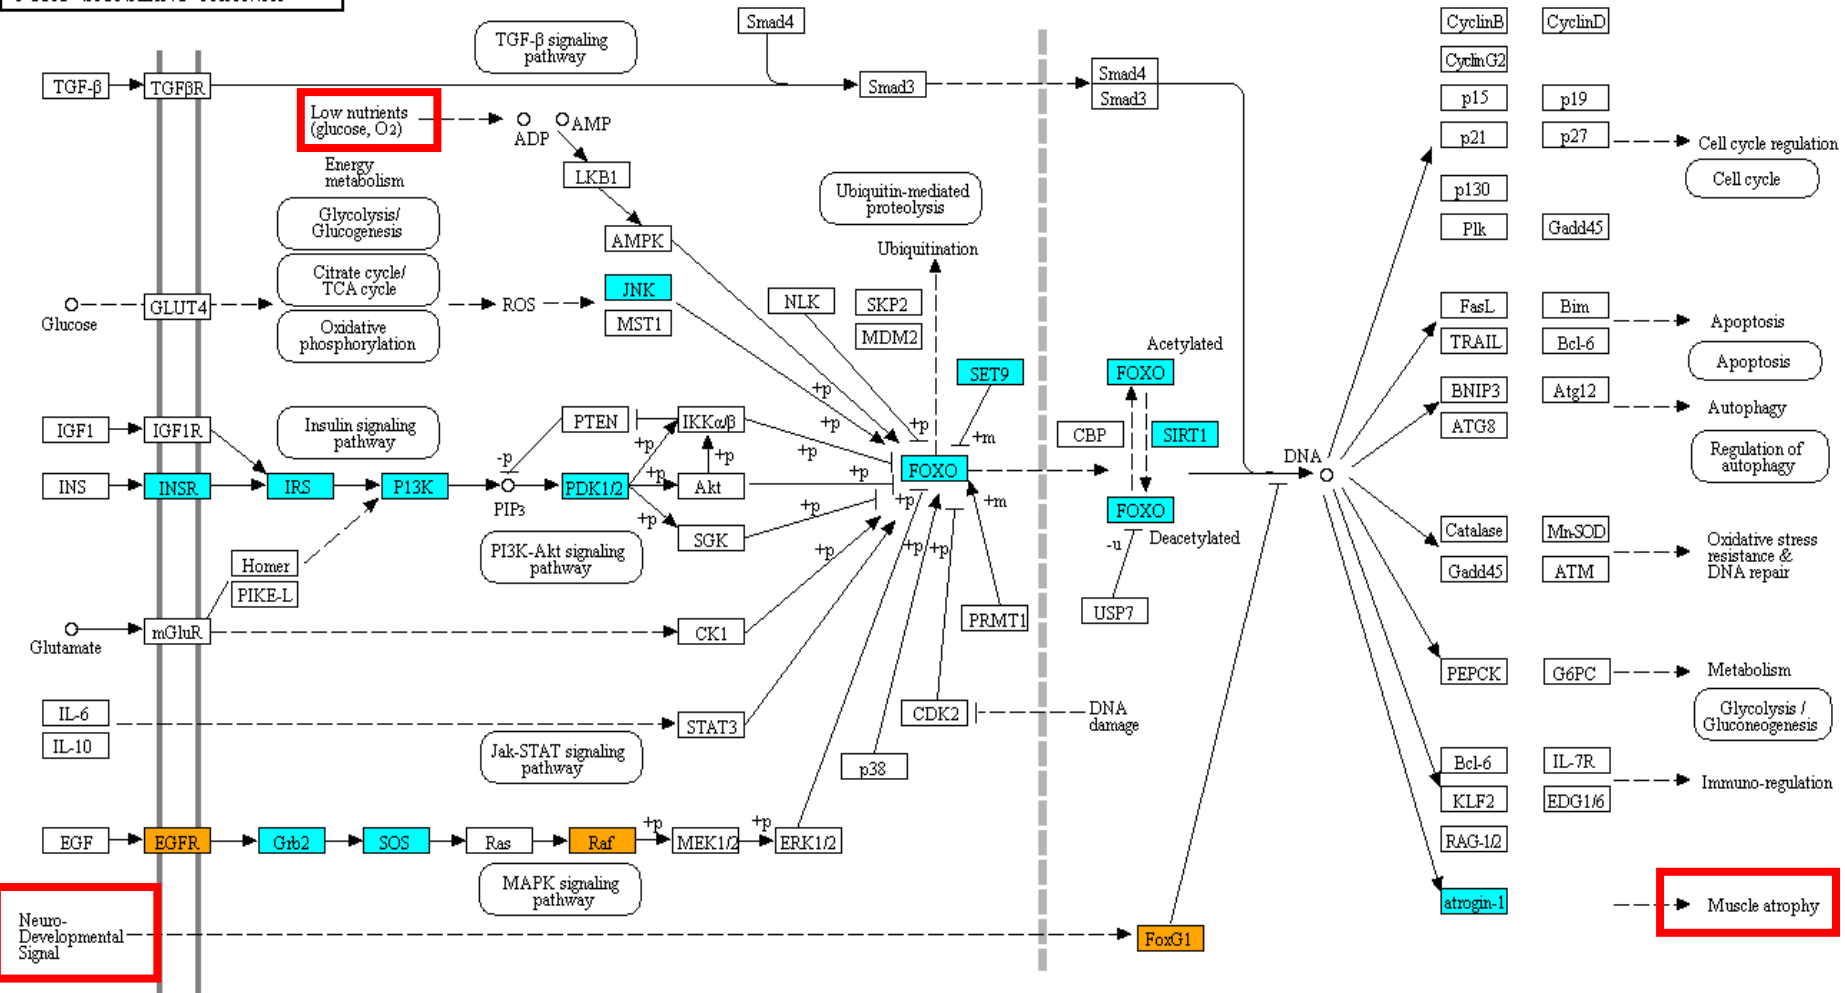 FOXO SIGNALING PATHWAY
Smad4
CyclinB
CyclinD
TGF-β signaling
pathway
CyclinG2
TGF-β
TGFβR
Smad3
Smad4
Smad3
p15
p19
Low nutrients
(glucose, O2)
ADP
AMP
p21
p27
Cell cycle regulation
Energy
metabolism
LKB1
Cell cycle
Ubiquitin-mediated
proteolysis
p130
Glycolysis/
Glucogenesis
AMPK
Plk
Gadd45
Ubiquitination
Citrate cycle/
TCA cycle
JNK
Glucose
GLUT4
ROS
NLK
SKP2
FasL
Bim
Apoptosis
MST1
MDM2
Oxidative
phosphorylation
TRAIL
Bcl-6
Acetylated
Apoptosis
SET9
FOXO
+p
+p
BNIP3
Atg12
Autophagy
IGF1
IGF1R
Insulin signaling
pathway
PTEN
IKKα/β
+p
+p
+p
+m
CBP
SIRT1
ATG8
Regulation of
autophagy
-p
+p
+p
DNA
INS
INSR
IRS
P13K
PIP3
PDK1/2
+p
Akt
+p
FOXO
+p
+m
FOXO
+p
+p
SGK
PI3K-Akt signaling
pathway
+p
+p
+p
-u
Deacetylated
Catalase
Mn-SOD
Oxidative stress
resistance &
DNA repair
Homer
Gadd45
ATM
PIKE-L
USP7
PRMT1
Glutamate
mGluR
CK1
PEPCK
G6PC
Metabolism
IL-6
IL-10
STAT3
CDK2
DNA
damage
Glycolysis /
Gluconeogenesis
Jak-STAT signaling
pathway
p38
Bcl-6
IL-7R
Immuno-regulation
KLF2
EDG1/6
EGF
EGFR
Grb2
SOS
Ras
Raf
+p
MEK1/2
+p
ERK1/2
RAG-1/2
MAPK signaling
pathway
atrogin-1
Muscle atrophy
Neuro-
Developmental
Signal
FoxG1